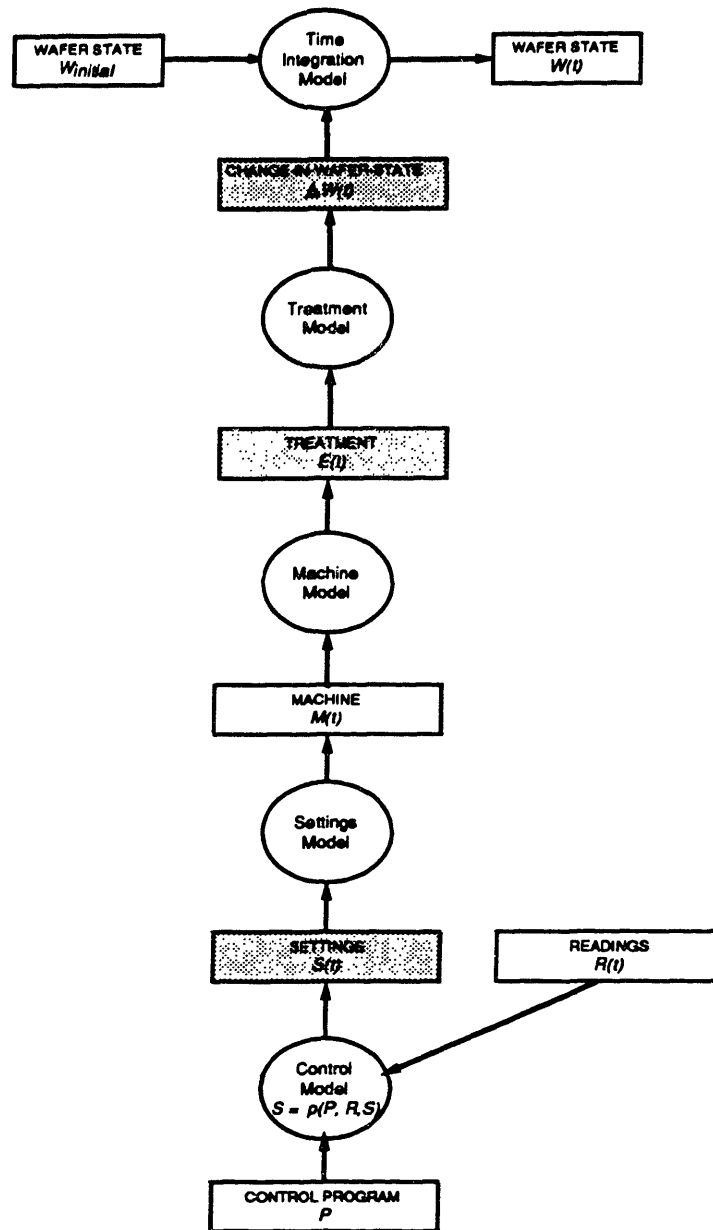 WAFER STATE
Winitial
Time
Integration
Model
WAFER STATE
W(t)
CHANGE-IN-WAFER-STATE
Δ W(t)
Treatment
Model
TREATMENT
E(t)
Machine
Model
MACHINE
M(t)
Settings
Model
SETTINGS
S(t)
READINGS
R(t)
Control
Model
S = p(P, R,S)
CONTROL PROGRAM
P